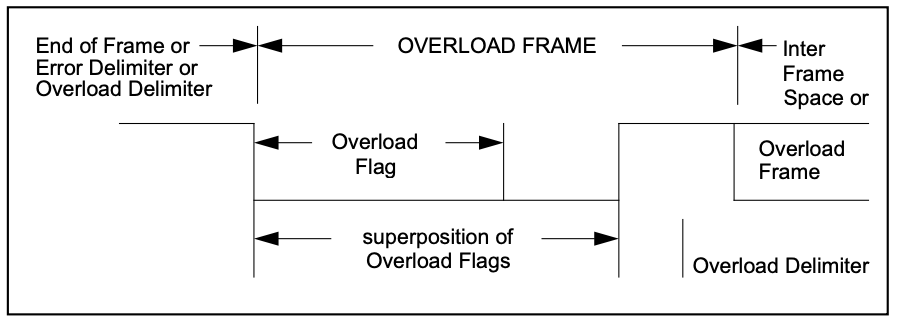 End of Frame or
Error Delimiter or
Overload Delimiter
OVERLOAD FRAME
Inter
Frame
Space or
Overload
Flag
Overload
Frame
superposition of
Overload Flags
Overload Delimiter